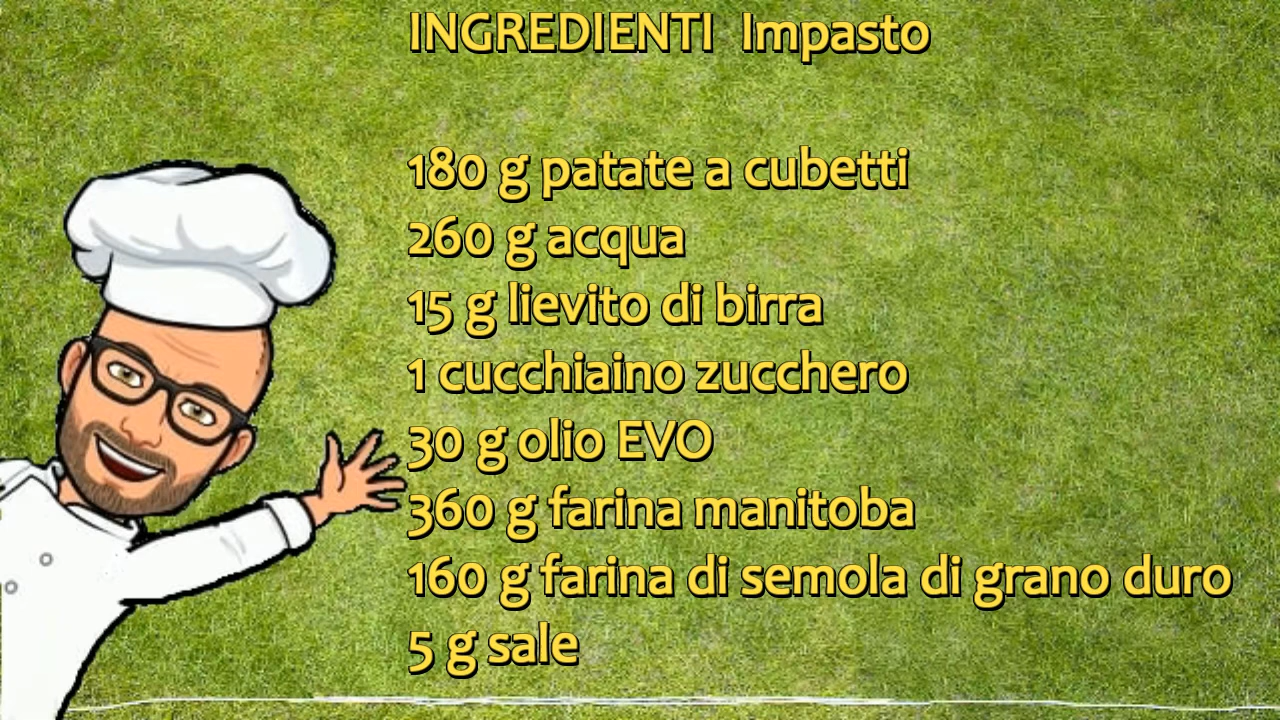 INGREDIENTI Impasto
180 g patate a cubetti
260 g acqua
15 g lievito di birra
1 cucchiaino zucchero
30 g olio EVO
360 g farina manitoba
160 g farina di semola di grano duro
5 g sale